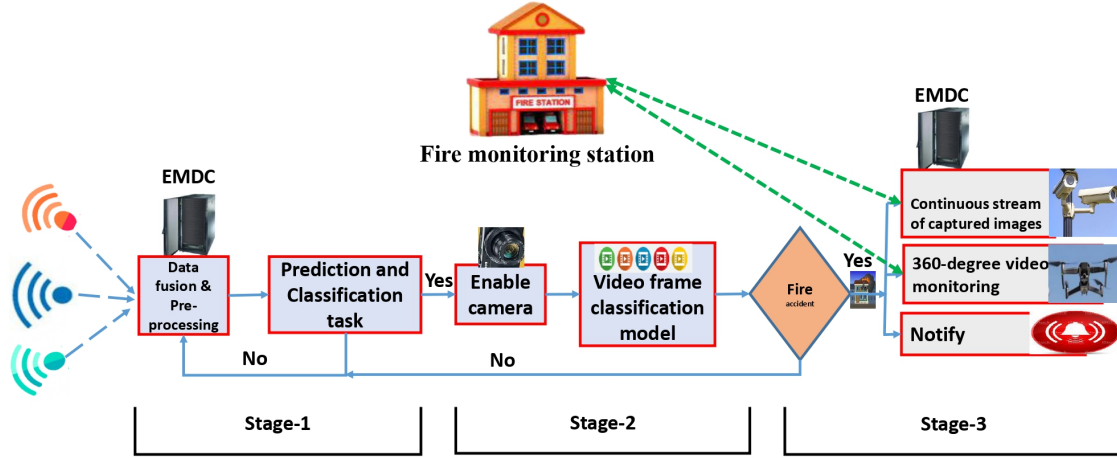 FIRE STATION
Fire monitoring station
EMDC
EMDC
Data
fusion &
Pre-
processing
Prediction and
Classification
task
Yes
Enable
camera
Video frame
classification
model
Fire
accident
Yes
Continuous stream
of captured images
360-degree video
monitoring
Notify
No
No
Stage-1
Stage-2
Stage-3